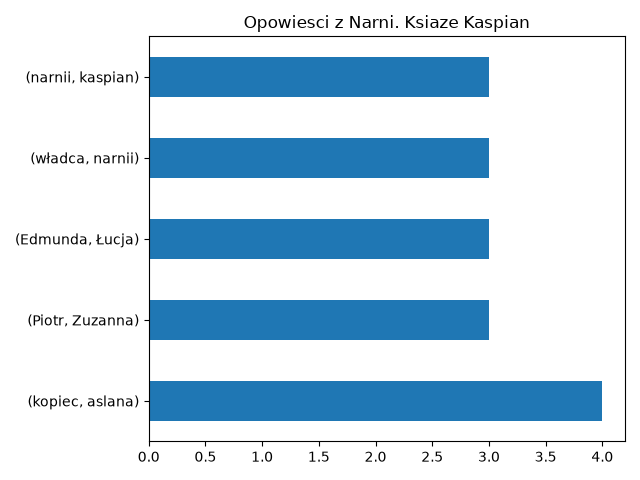 Opowiesci z Narni. Ksiaze Kaspian
(narnii, kaspian)
(władca, narnii)
(Edmunda, Łucja)
(Piotr, Zuzanna)
(kopiec, aslana)
0.0 0.5 1.0 1.5 2.0 2.5 3.0 3.5 4.0